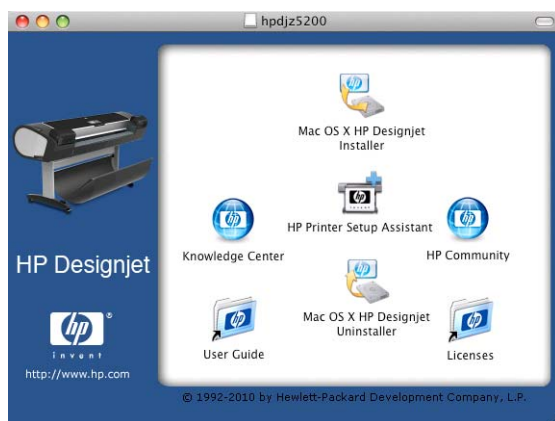 hpdjz5200
Mac OS X HP Designjet
Installer
HP Printer Setup Assistant
Knowledge Center
HP Community
HP Designjet
Mac OS X HP Designjet
Uninstaller
User Guide
Licenses
hp
invent
http://www.hp.com
© 1992-2010 by Hewlett-Packard Development Company, L.P.